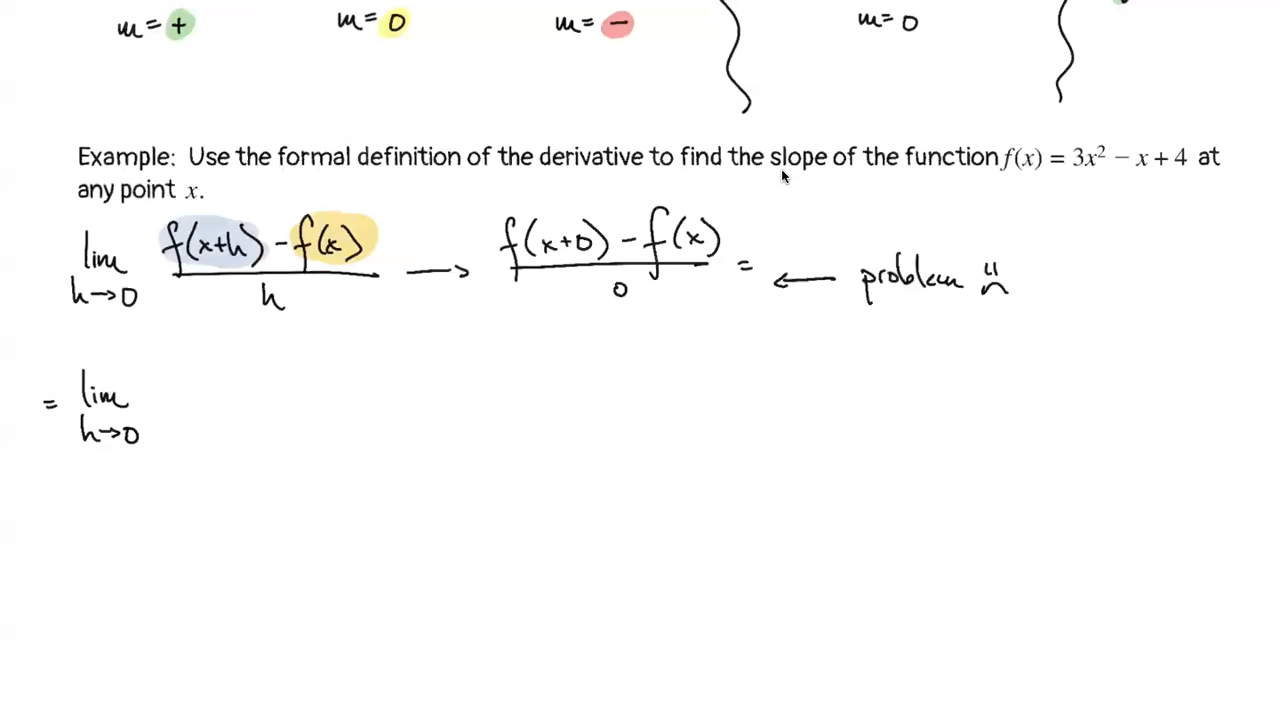 m = + m = 0 m = − m = 0
Example: Use the formal definition of the derivative to find the slope of the function f(x) = 3x² − x + 4 at
any point x.
lim h→0 f(x+h) − f(x) / h → f(x+0) − f(x) / 0 = ← problem
= lim h→0